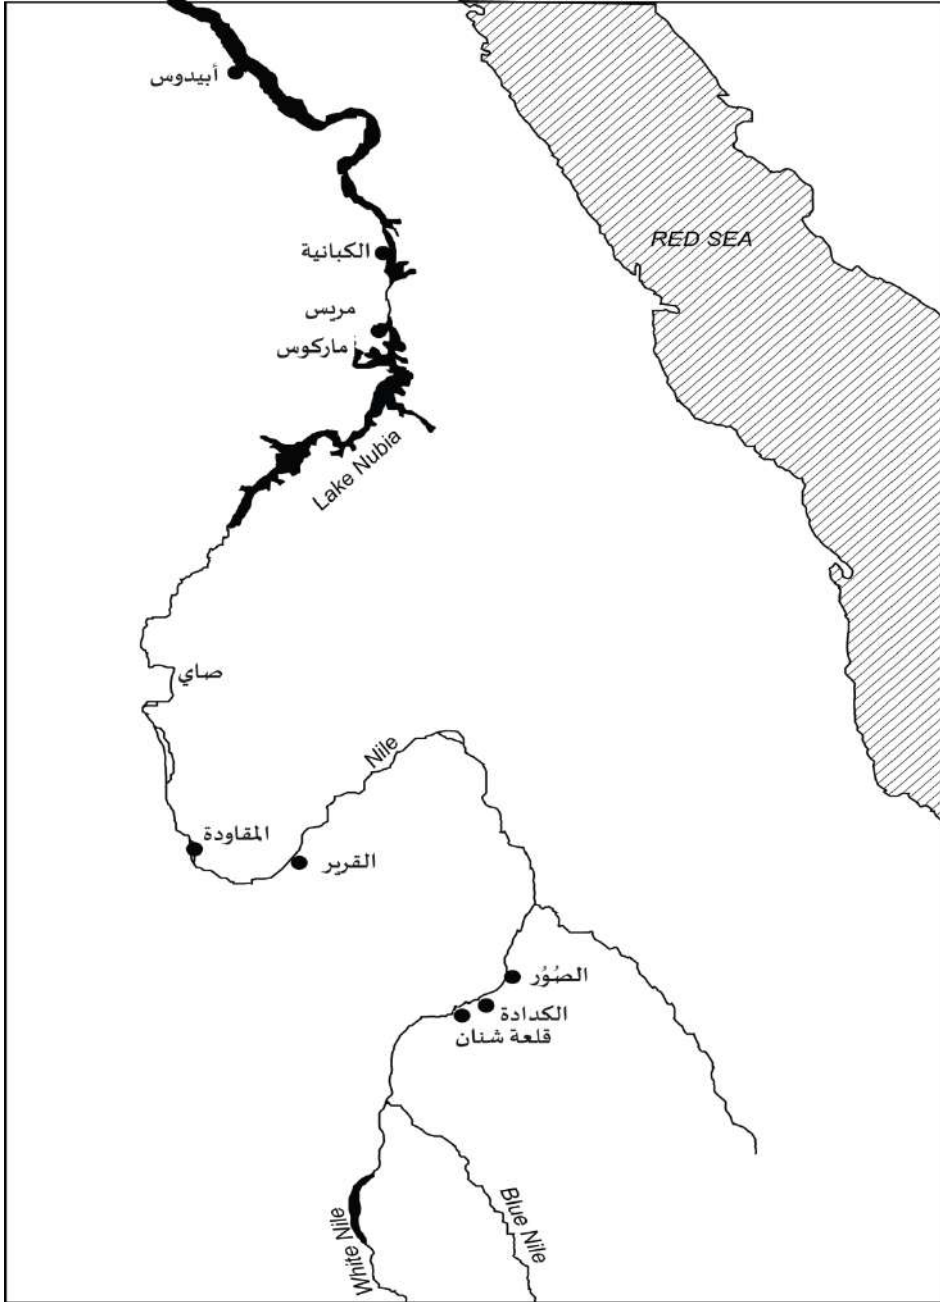 أبيدوس
RED SEA
الكبانية
مريس
ماركوس
Lake Nubia
صاي
Nile
المقاودة
القرير
الصُوُر
الكدادة
قلعة شنان
Blue Nile
White Nile